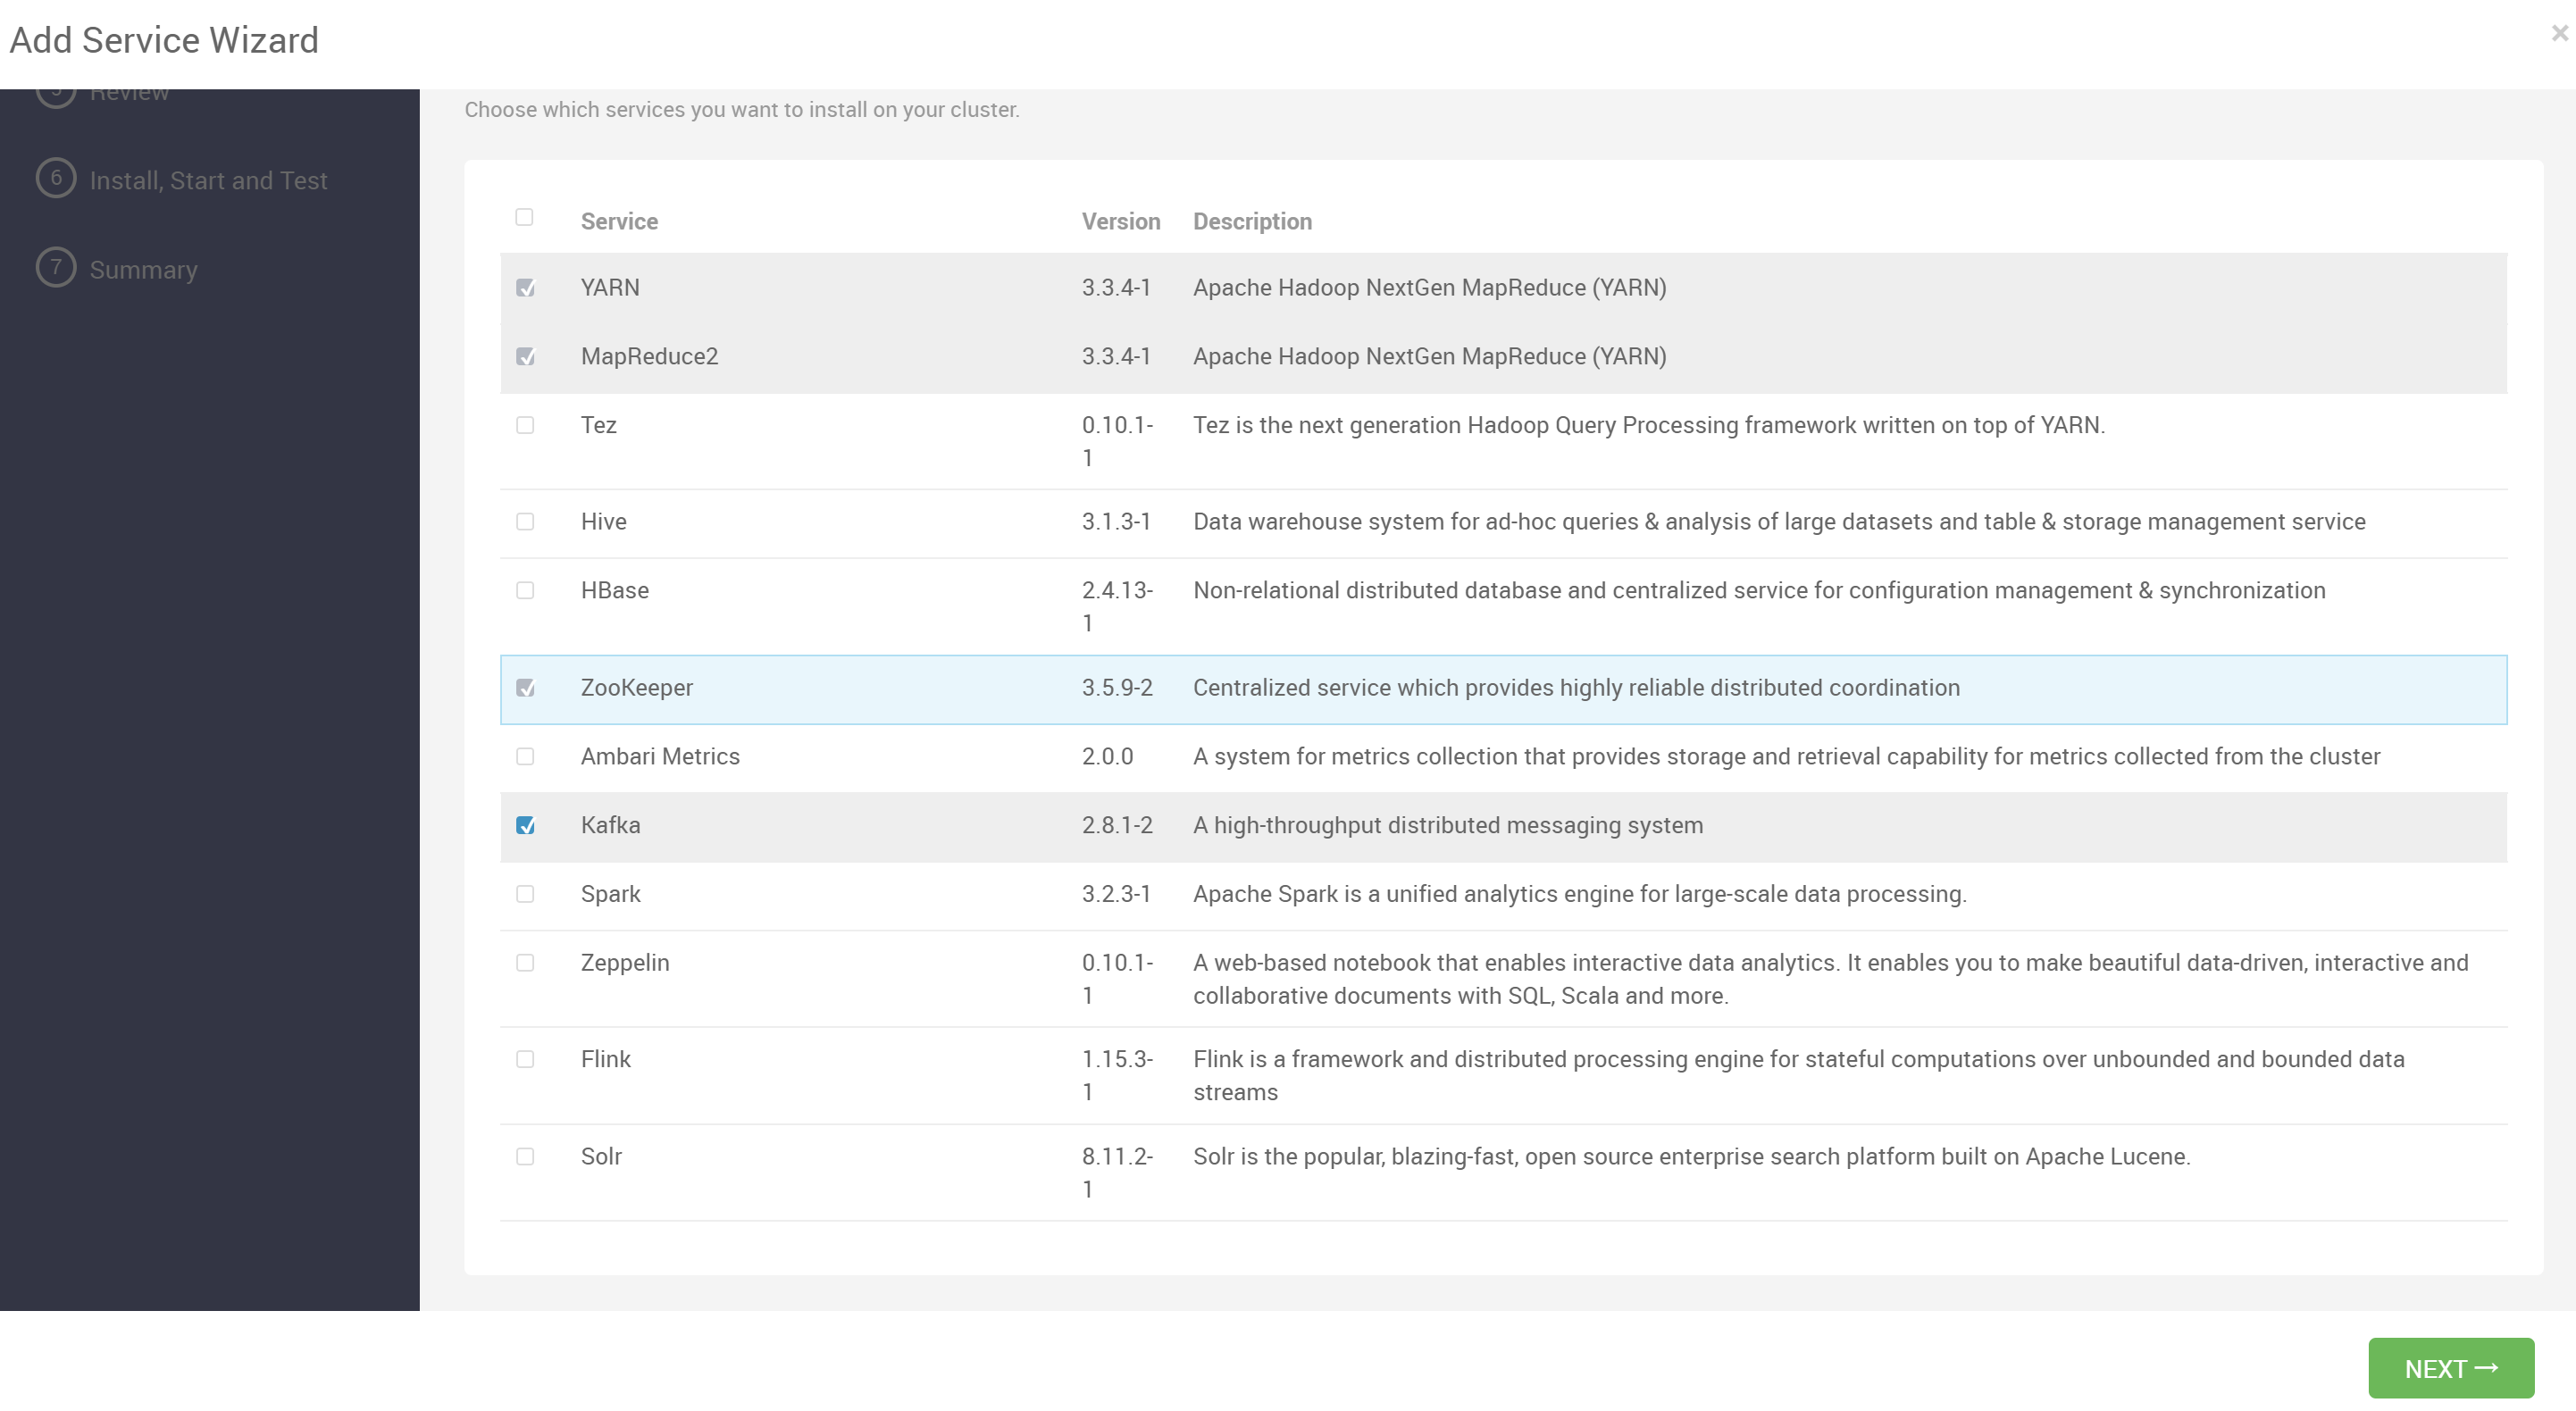 Add Service Wizard
×
5 Review
Choose which services you want to install on your cluster.
6 Install, Start and Test
7 Summary
Service Version Description
YARN 3.3.4-1 Apache Hadoop NextGen MapReduce (YARN)
MapReduce2 3.3.4-1 Apache Hadoop NextGen MapReduce (YARN)
Tez 0.10.1- Tez is the next generation Hadoop Query Processing framework written on top of YARN.
1
Hive 3.1.3-1 Data warehouse system for ad-hoc queries & analysis of large datasets and table & storage management service
HBase 2.4.13- Non-relational distributed database and centralized service for configuration management & synchronization
1
ZooKeeper 3.5.9-2 Centralized service which provides highly reliable distributed coordination
Ambari Metrics 2.0.0 A system for metrics collection that provides storage and retrieval capability for metrics collected from the cluster
Kafka 2.8.1-2 A high-throughput distributed messaging system
Spark 3.2.3-1 Apache Spark is a unified analytics engine for large-scale data processing.
Zeppelin 0.10.1- A web-based notebook that enables interactive data analytics. It enables you to make beautiful data-driven, interactive and
1 collaborative documents with SQL, Scala and more.
Flink 1.15.3- Flink is a framework and distributed processing engine for stateful computations over unbounded and bounded data
1 streams
Solr 8.11.2- Solr is the popular, blazing-fast, open source enterprise search platform built on Apache Lucene.
1
NEXT →